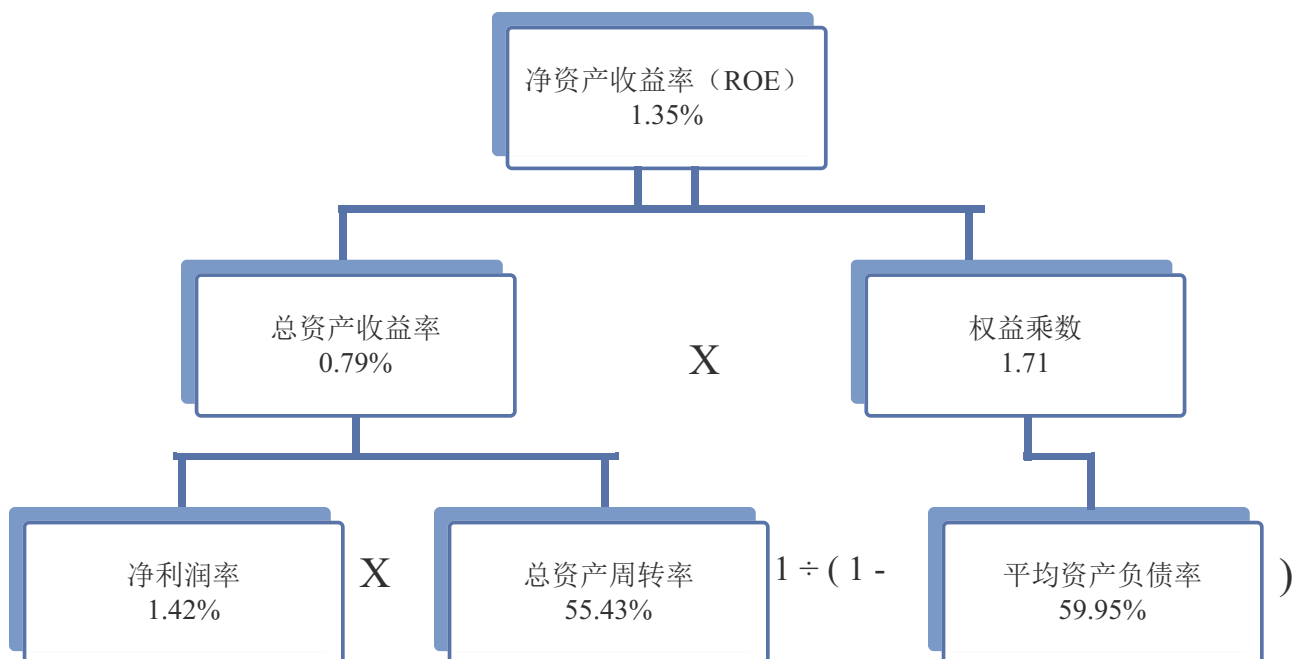 净资产收益率（ROE）
1.35%
总资产收益率
0.79%
X
权益乘数
1.71
净利润率
1.42%
X
总资产周转率
55.43%
1 ÷ ( 1 -
平均资产负债率
59.95%
)